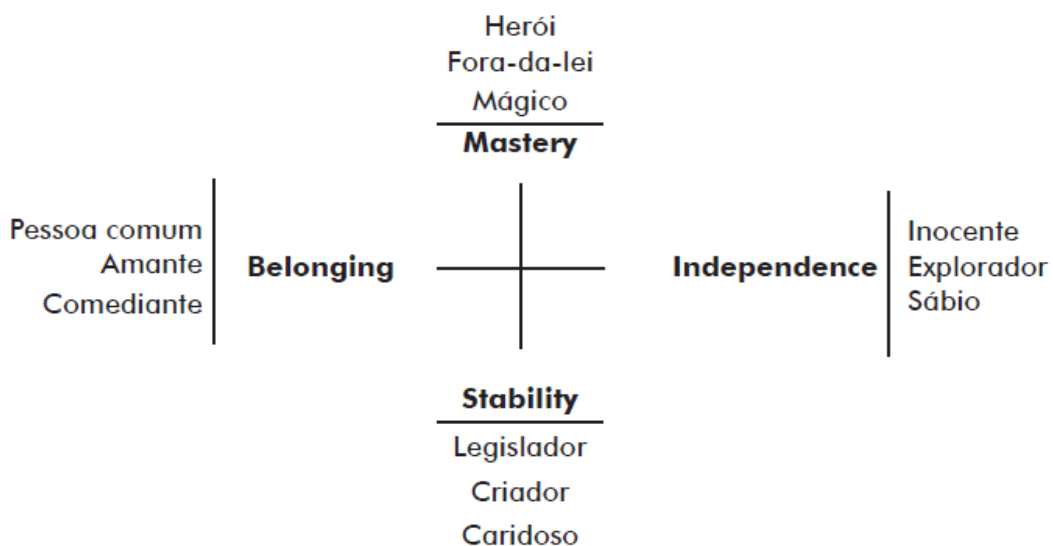 Herói
Fora-da-lei
Mágico
Mastery
Pessoa comum
Amante
Comediante
Belonging
Independence
Inocente
Explorador
Sábio
Stability
Legislador
Criador
Caridoso